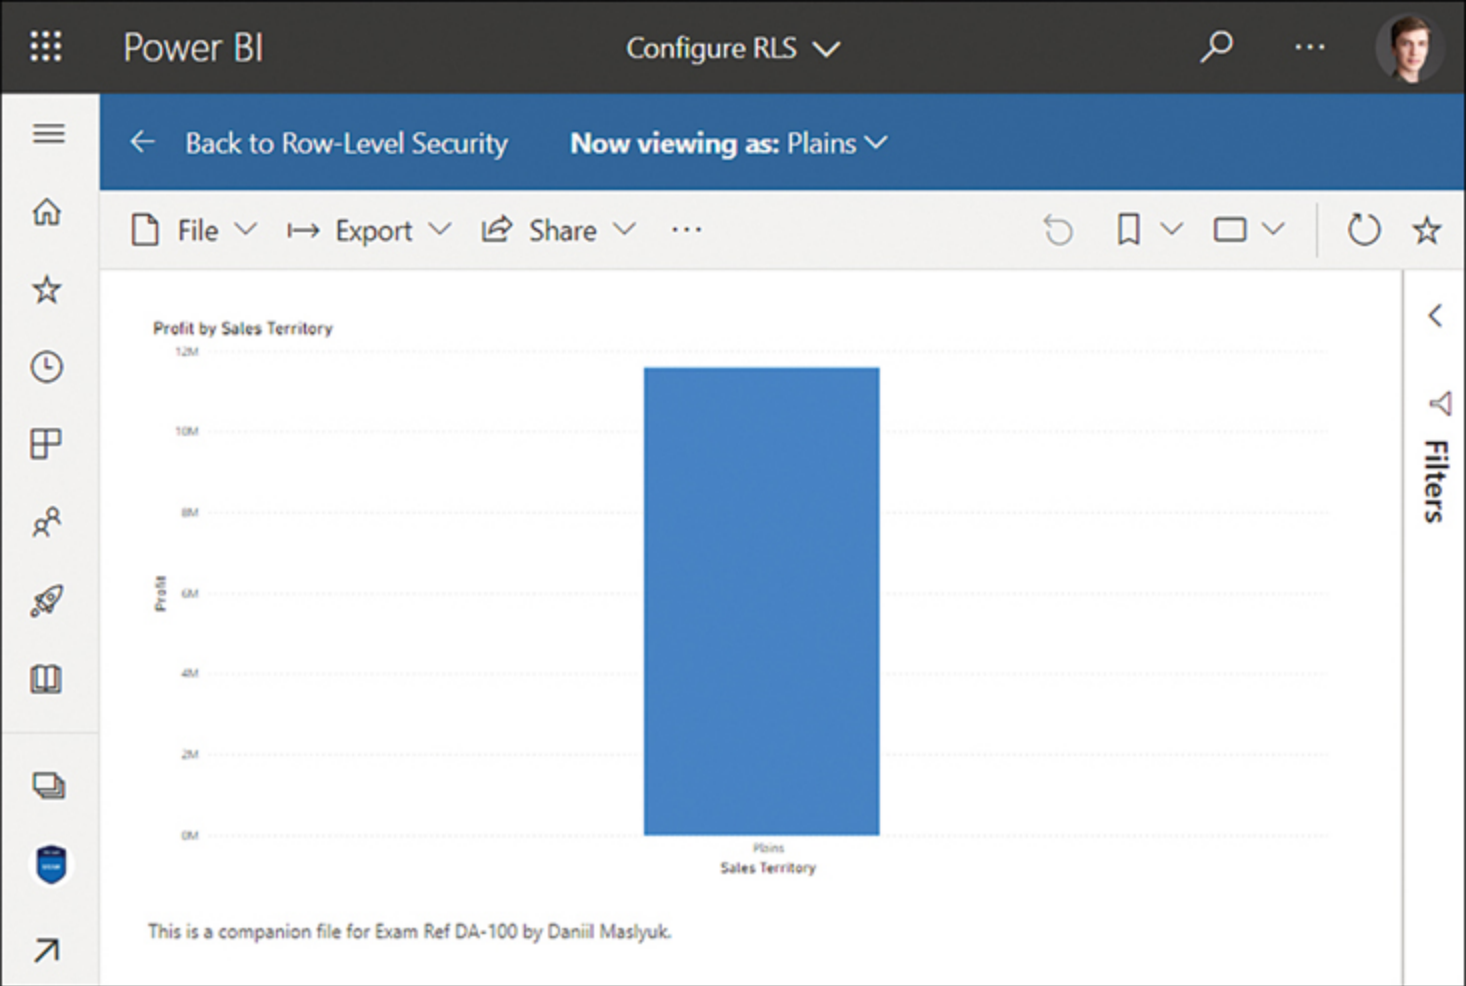 Power BI
Configure RLS
Back to Row-Level Security
Now viewing as: Plains
File
Export
Share
Profit by Sales Territory
12M
10M
8M
6M
4M
2M
0M
Profit
Plains
Sales Territory
Filters
This is a companion file for Exam Ref DA-100 by Daniil Maslyuk.